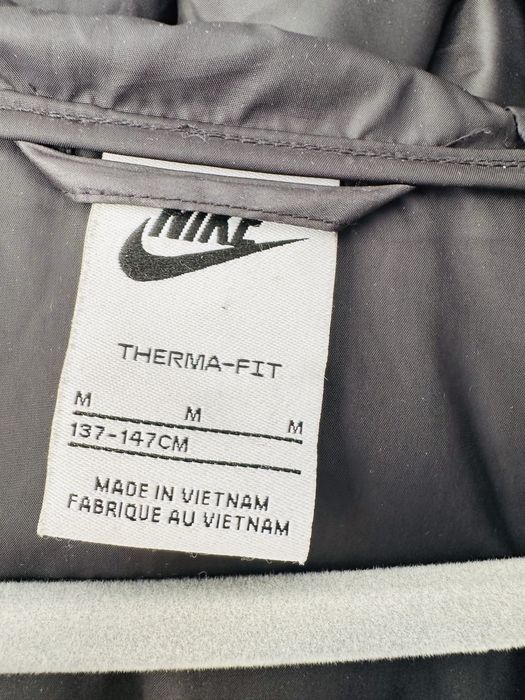 NIKE
THERMA-FIT
M M M
137-147CM
MADE IN VIETNAM
FABRIQUE AU VIETNAM